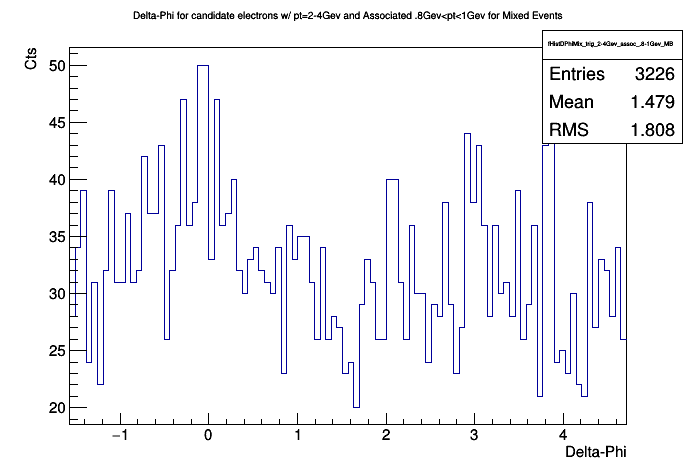 Delta-Phi for candidate electrons w/ pt=2-4Gev and Associated .8Gev<pt<1Gev for Mixed Events
Cts
fHistDPhiMix_trig_2-4Gev_assoc_.8-1Gev_MB
Entries 3226
Mean 1.479
RMS 1.808
50
45
40
35
30
25
20
−1 0 1 2 3 4
Delta-Phi